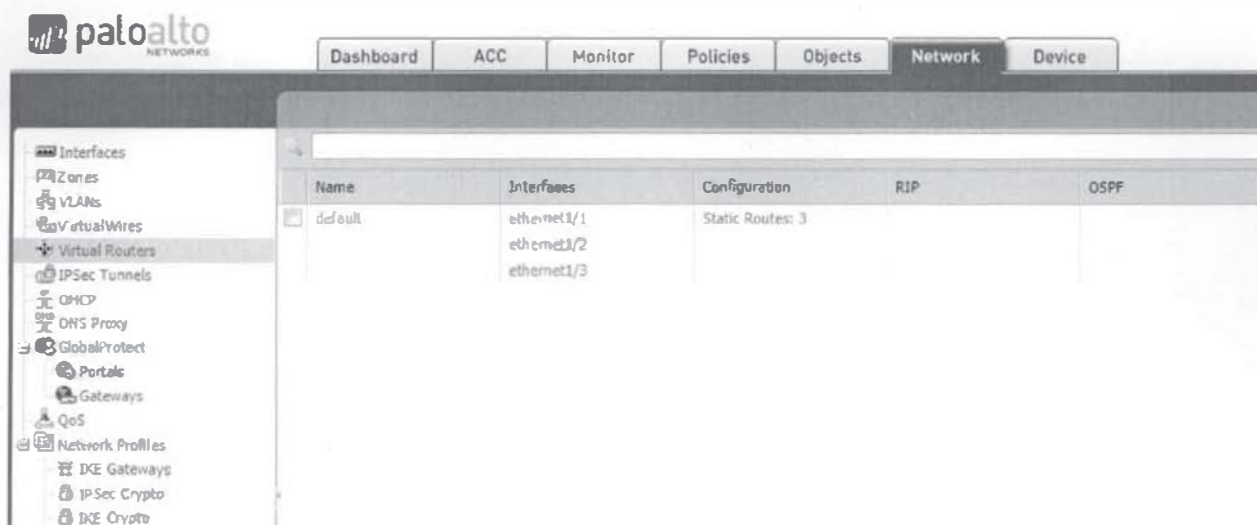 paloalto
NETWORKS
Dashboard ACC Monitor Policies Objects Network Device
Interfaces
Zones
VLANs
Virtual Wires
Virtual Routers
IPSec Tunnels
DHCP
DNS Proxy
GlobalProtect
Portals
Gateways
QoS
Network Profiles
IKE Gateways
IPSec Crypto
IKE Crypto
Name Interfaces Configuration RIP OSPF
default ethernet1/1 Static Routes: 3
ethernet1/2
ethernet1/3